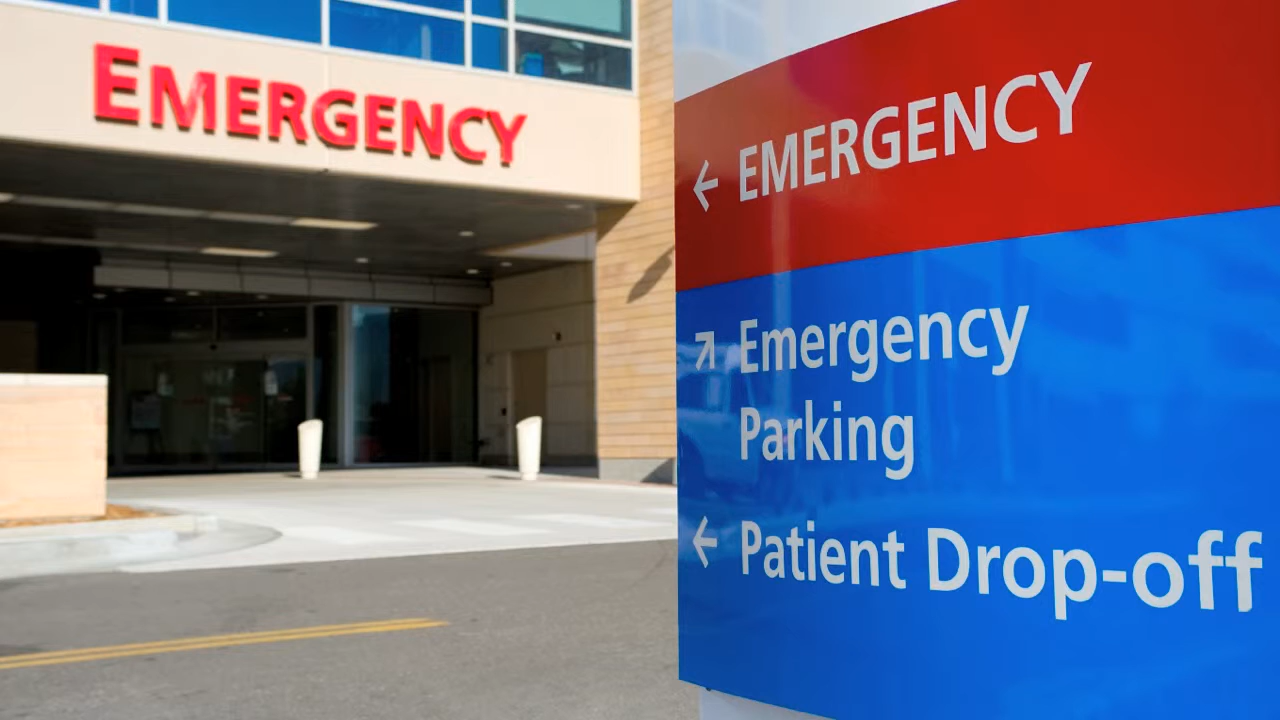 EMERGENCY
← EMERGENCY
↗ Emergency
Parking
← Patient Drop-off